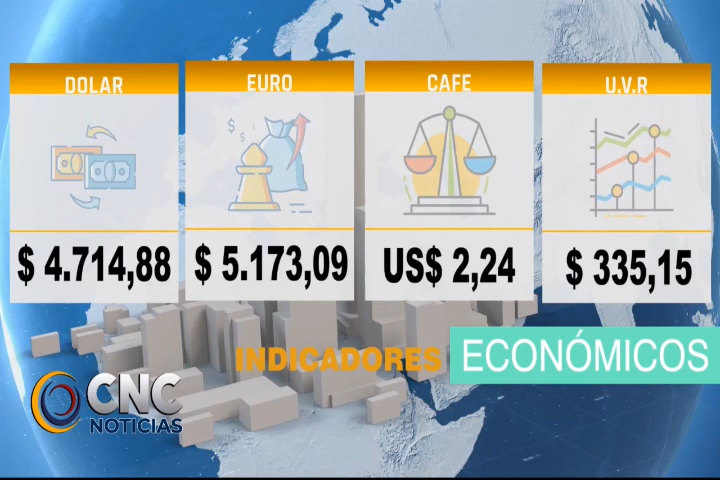 DOLAR
$ 4.714,88
EURO
$ 5.173,09
CAFE
US$ 2,24
U.V.R
$ 335,15
INDICADORES ECONÓMICOS
CNC
NOTICIAS